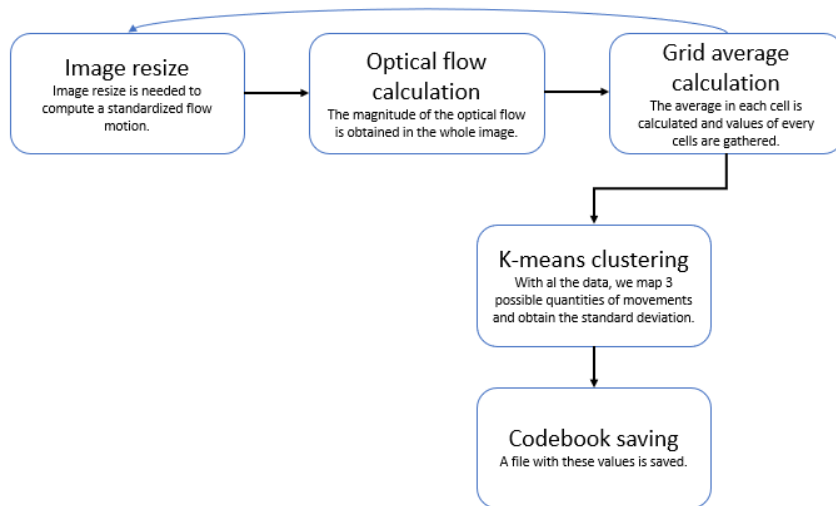 Image resize
Image resize is needed to
compute a standardized flow
motion.
Optical flow
calculation
The magnitude of the optical flow
is obtained in the whole image.
Grid average
calculation
The average in each cell is
calculated and values of every
cells are gathered.
K-means clustering
With al the data, we map 3
possible quantities of movements
and obtain the standard deviation.
Codebook saving
A file with these values is saved.